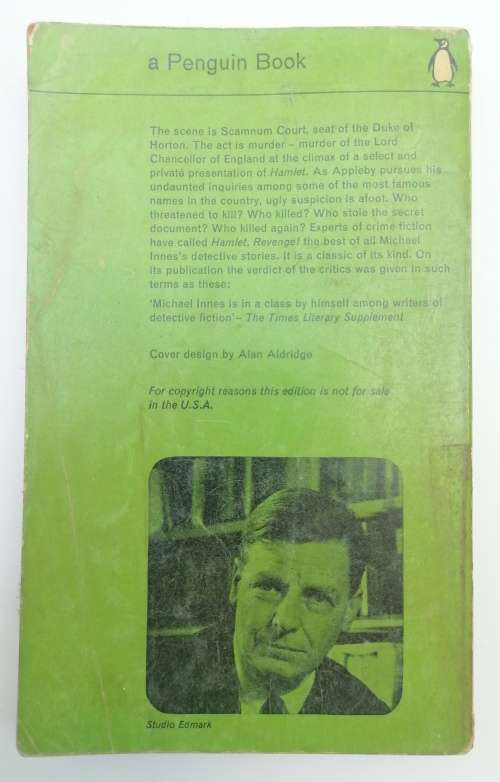 a Penguin Book
The scene is Scamnum Court, seat of the Duke of
Horton. The act is murder – murder of the Lord
Chancellor of England at the climax of a select and
private presentation of Hamlet. As Appleby pursues his
undaunted inquiries among some of the most famous
names in the country, ugly suspicion is afoot. Who
threatened to kill? Who killed? Who stole the secret
document? Who killed again? Experts of crime fiction
have called Hamlet, Revenge! the best of all Michael
Innes's detective stories. It is a classic of its kind. On
its publication the verdict of the critics was given in such
terms as these:
'Michael Innes is in a class by himself among writers of
detective fiction' – The Times Literary Supplement
Cover design by Alan Aldridge
For copyright reasons this edition is not for sale
in the U.S.A.
Studio Edmark